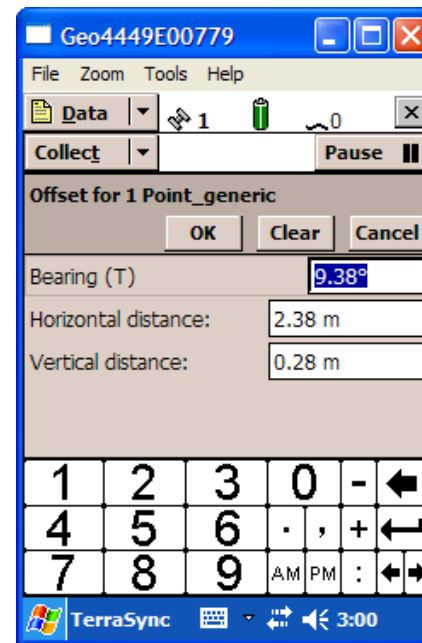 Geo4449E00779
File Zoom Tools Help
Data 1 0
Collect Pause
Offset for 1 Point_generic
OK Clear Cancel
Bearing (T) 9.38°
Horizontal distance: 2.38 m
Vertical distance: 0.28 m
1 2 3 0 -
4 5 6 . , +
7 8 9 AM PM :
TerraSync 3:00